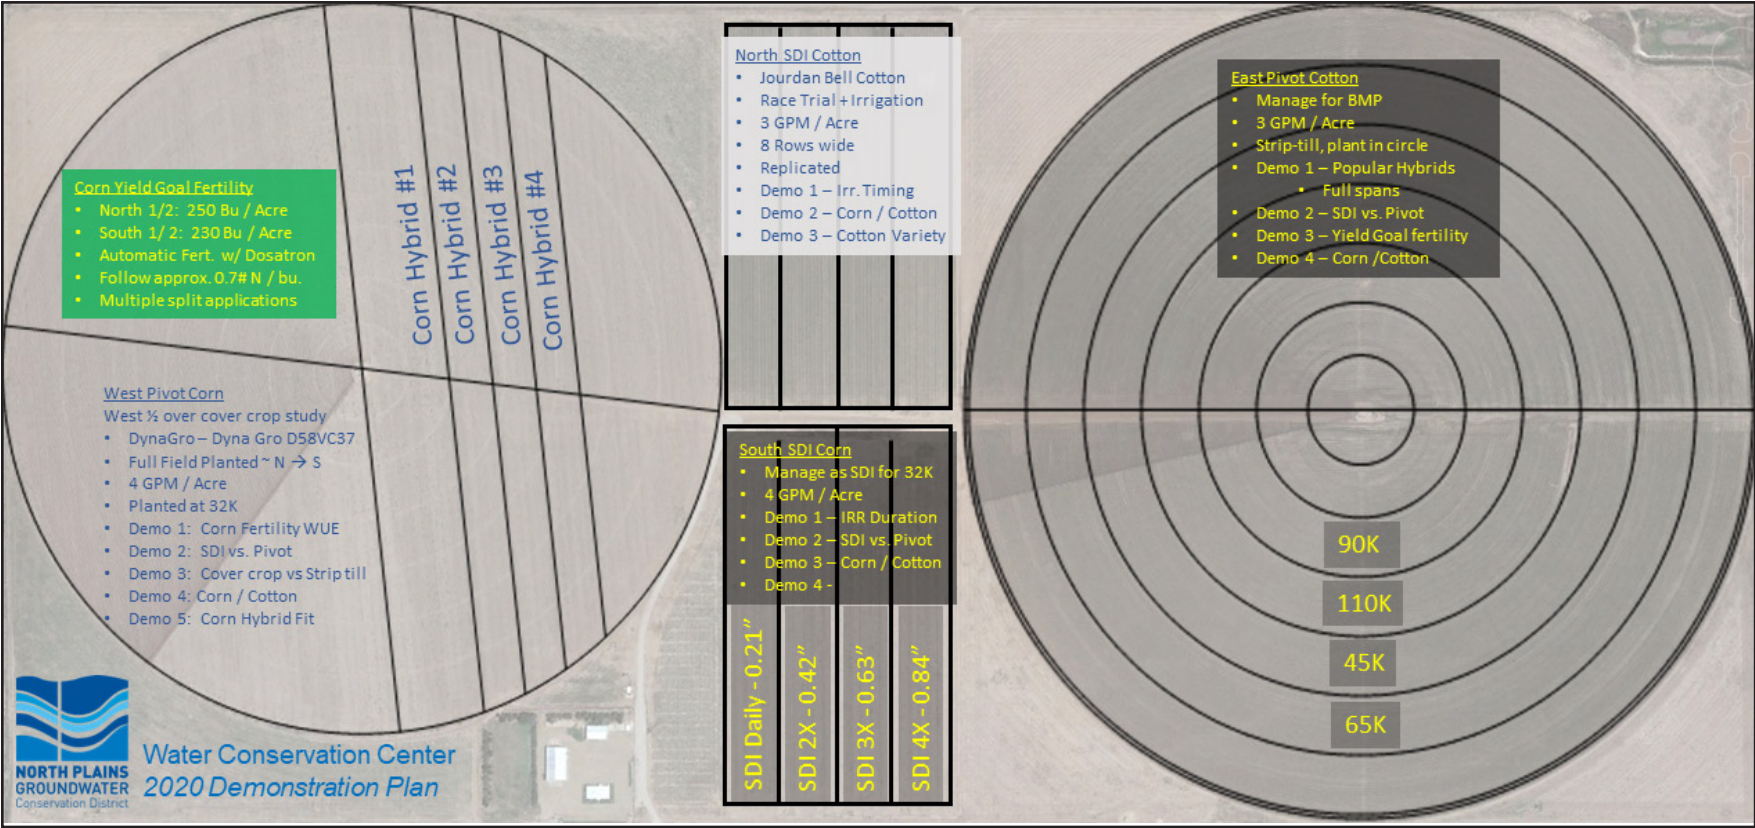 Corn Yield Goal Fertility
• North 1/2: 250 Bu / Acre
• South 1/2: 230 Bu / Acre
• Automatic Fert. w/ Dosatron
• Follow approx. 0.7# N / bu.
• Multiple split applications
Corn Hybrid #1
Corn Hybrid #2
Corn Hybrid #3
Corn Hybrid #4
West Pivot Corn
West ½ over cover crop study
• DynaGro – Dyna Gro D58VC37
• Full Field Planted ~ N → S
• 4 GPM / Acre
• Planted at 32K
• Demo 1: Corn Fertility WUE
• Demo 2: SDI vs. Pivot
• Demo 3: Cover crop vs Strip till
• Demo 4: Corn / Cotton
• Demo 5: Corn Hybrid Fit
NORTH PLAINS
GROUNDWATER
Conservation District
Water Conservation Center
2020 Demonstration Plan
North SDI Cotton
• Jourdan Bell Cotton
• Race Trial + Irrigation
• 3 GPM / Acre
• 8 Rows wide
• Replicated
• Demo 1 – Irr. Timing
• Demo 2 – Corn / Cotton
• Demo 3 – Cotton Variety
South SDI Corn
• Manage as SDI for 32K
• 4 GPM / Acre
• Demo 1 – IRR Duration
• Demo 2 – SDI vs. Pivot
• Demo 3 – Corn / Cotton
• Demo 4 -
SDI Daily - 0.21”
SDI 2X - 0.42”
SDI 3X - 0.63”
SDI 4X - 0.84”
East Pivot Cotton
• Manage for BMP
• 3 GPM / Acre
• Strip-till, plant in circle
• Demo 1 – Popular Hybrids
• Full spans
• Demo 2 – SDI vs. Pivot
• Demo 3 – Yield Goal fertility
• Demo 4 – Corn /Cotton
90K
110K
45K
65K